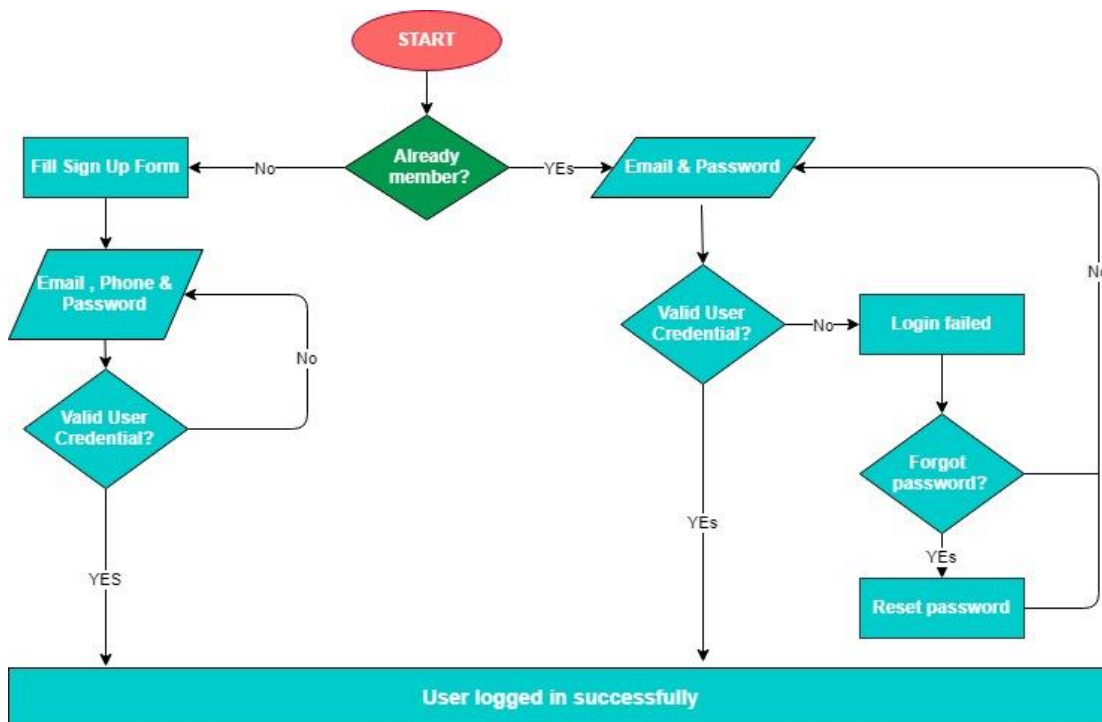 START
Already
member?
No
YEs
Fill Sign Up Form
Email & Password
Email , Phone &
Password
No
Valid User
Credential?
YES
Valid User
Credential?
No
Login failed
No
Forgot
password?
YEs
YEs
Reset password
User logged in successfully